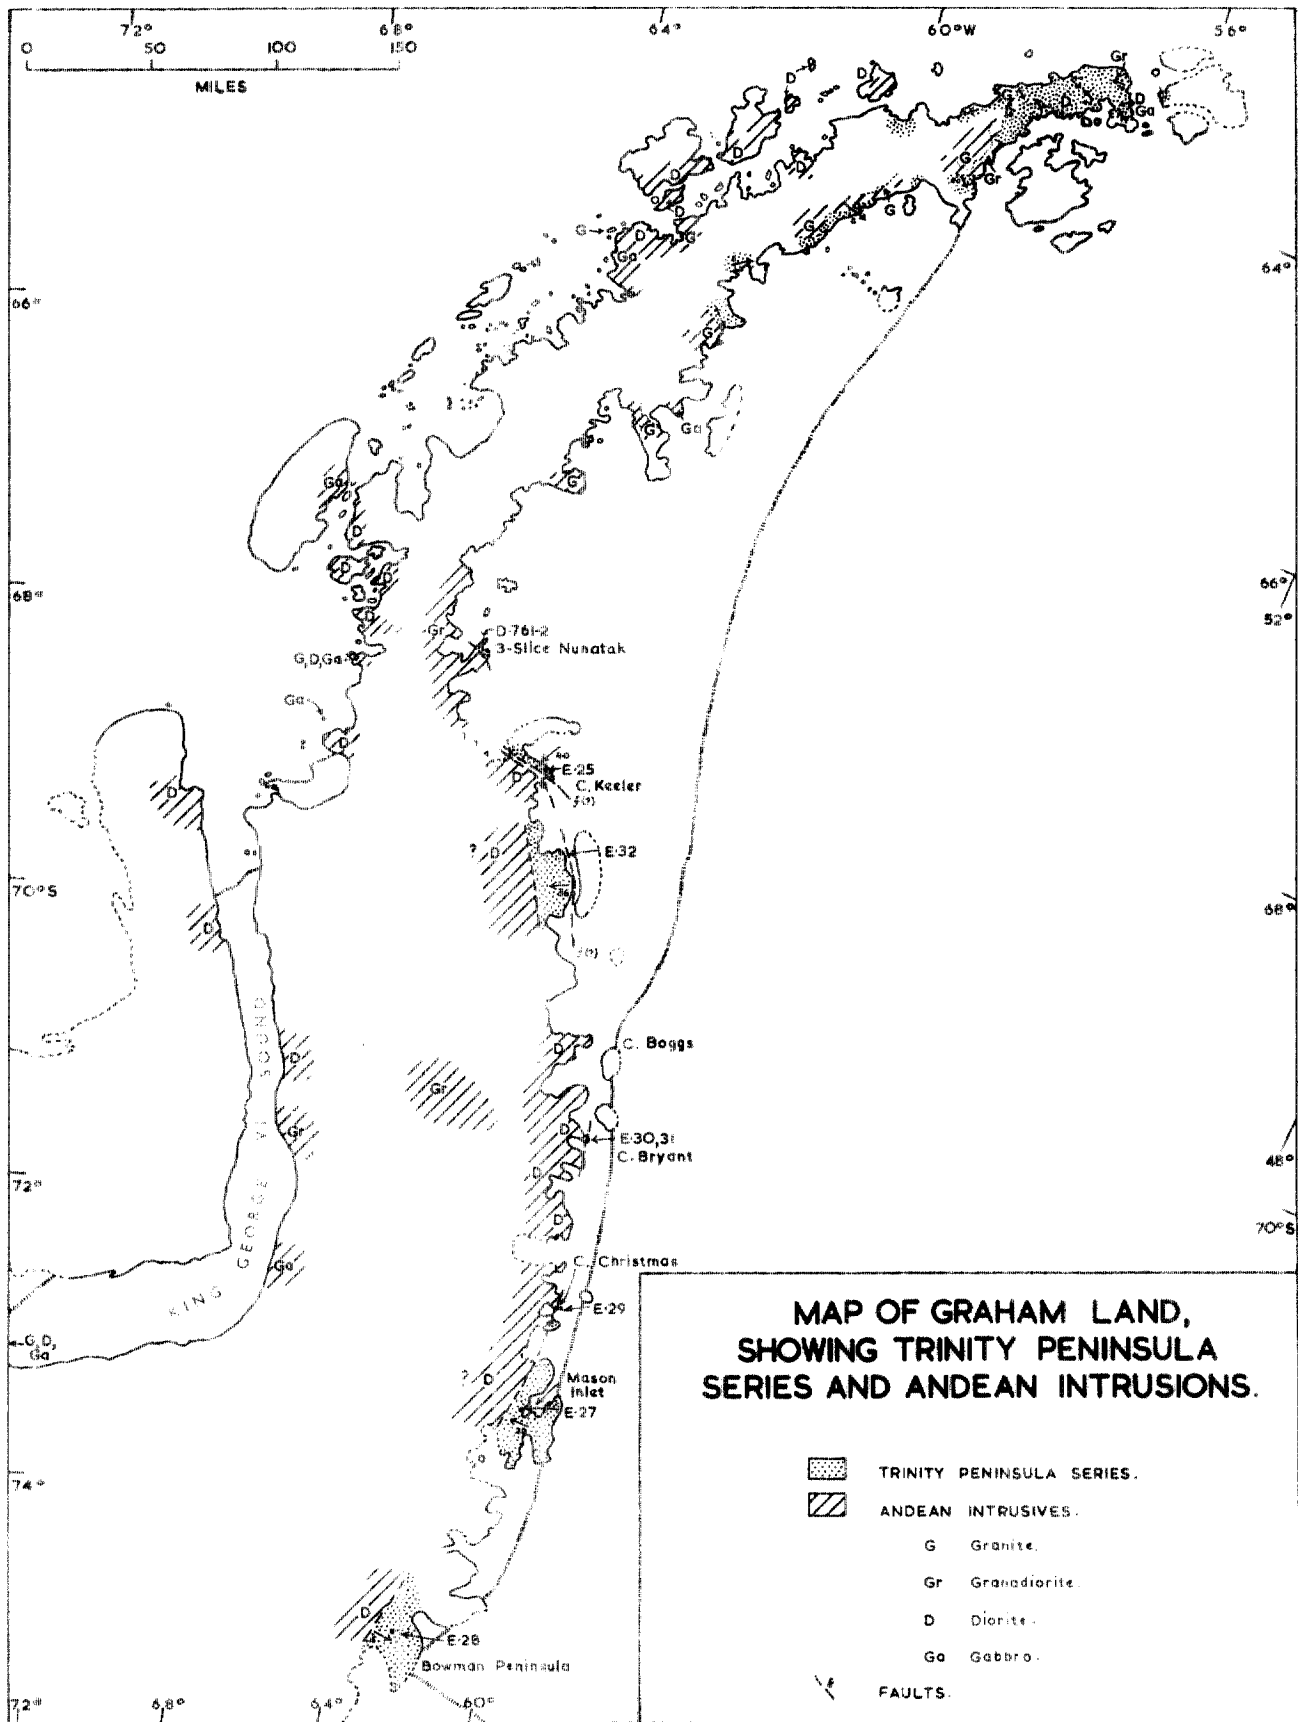 72° 68° 64° 60°W 56°
0 50 100 150
MILES
Gr
D
D
G
D
D
Ga
D
G
Gr
D
D
D
G
G
G
D
G
Ga
64°
66°
G
G
Ga
G
Ga
D
D
D
68°
66°
52°
D
Gr
D·761-2
3-Slice Nunatak
G,D,Ga
Ga
D
40
E·25
D
C. Keeler
f(?)
D
? D
E·32
70°S
36
68°
D
f(?)
C. Boggs
D
D
Gr
Gr
D
E·30,31
C. Bryant
72°
D
48°
D
70°S
C. Christmas
Ga
KING GEORGE VI SOUND
E·29
G,D,
Ga
? D
Mason
Inlet
E·27
74°
MAP OF GRAHAM LAND,
SHOWING TRINITY PENINSULA
SERIES AND ANDEAN INTRUSIONS.
TRINITY PENINSULA SERIES.
ANDEAN INTRUSIVES.
G Granite.
Gr Granadiorite.
D Diorite.
Ga Gabbro.
f FAULTS.
D
E·28
Bowman Peninsula
72° 68° 64° 60°